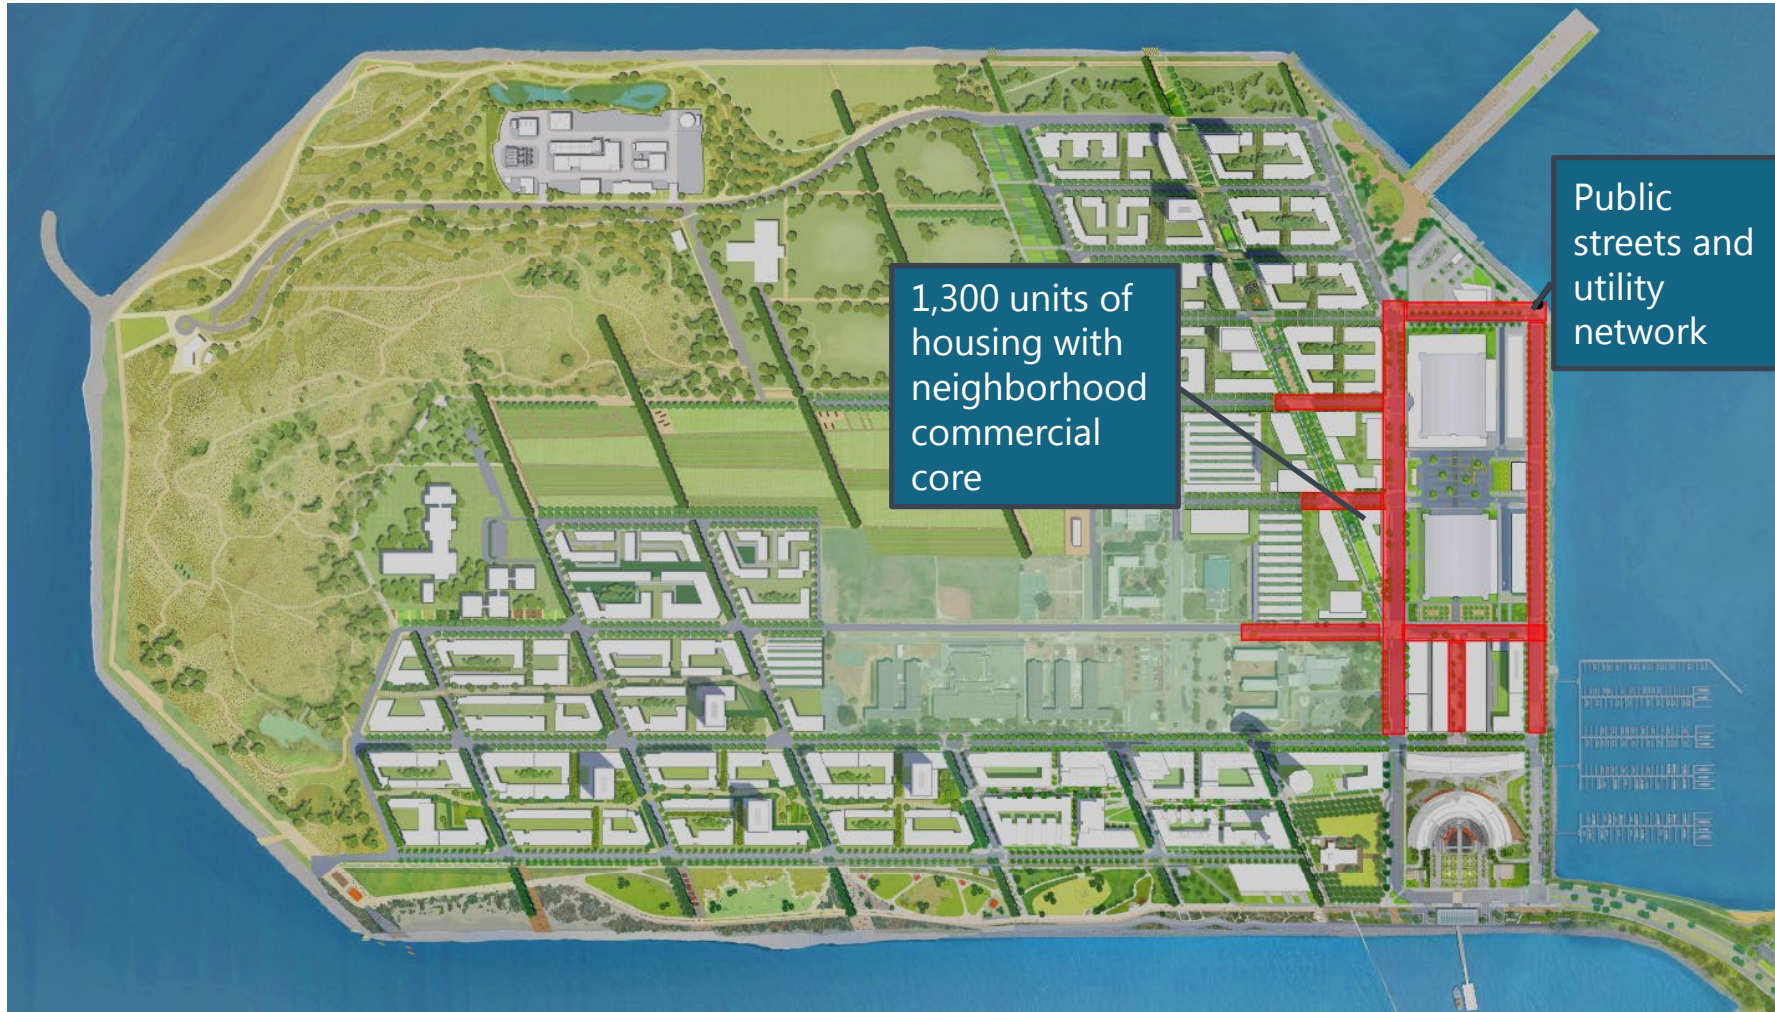 Public
streets and
utility
network
1,300 units of
housing with
neighborhood
commercial
core